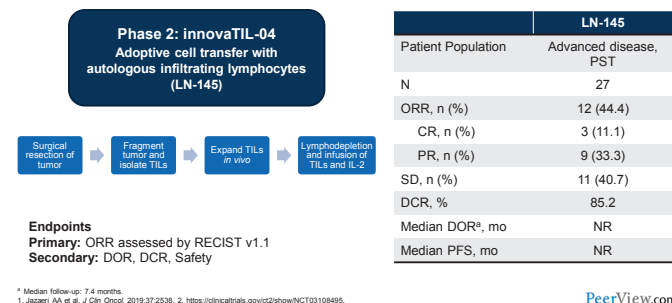 Phase 2: innovaTIL-04
Adoptive cell transfer with
autologous infiltrating lymphocytes
(LN-145)
Surgical
resection of
tumor
Fragment
tumor and
isolate TILs
Expand TILs
in vivo
Lymphodepletion
and infusion of
TILs and IL-2
Endpoints
Primary: ORR assessed by RECIST v1.1
Secondary: DOR, DCR, Safety
LN-145
Patient Population Advanced disease,
PST
N 27
ORR, n (%) 12 (44.4)
CR, n (%) 3 (11.1)
PR, n (%) 9 (33.3)
SD, n (%) 11 (40.7)
DCR, % 85.2
Median DORa, mo NR
Median PFS, mo NR
a Median follow-up: 7.4 months.
1. Jazaeri AA et al. J Clin Oncol. 2019;37:2538. 2. https://clinicaltrials.gov/ct2/show/NCT03108495.
PeerView.com